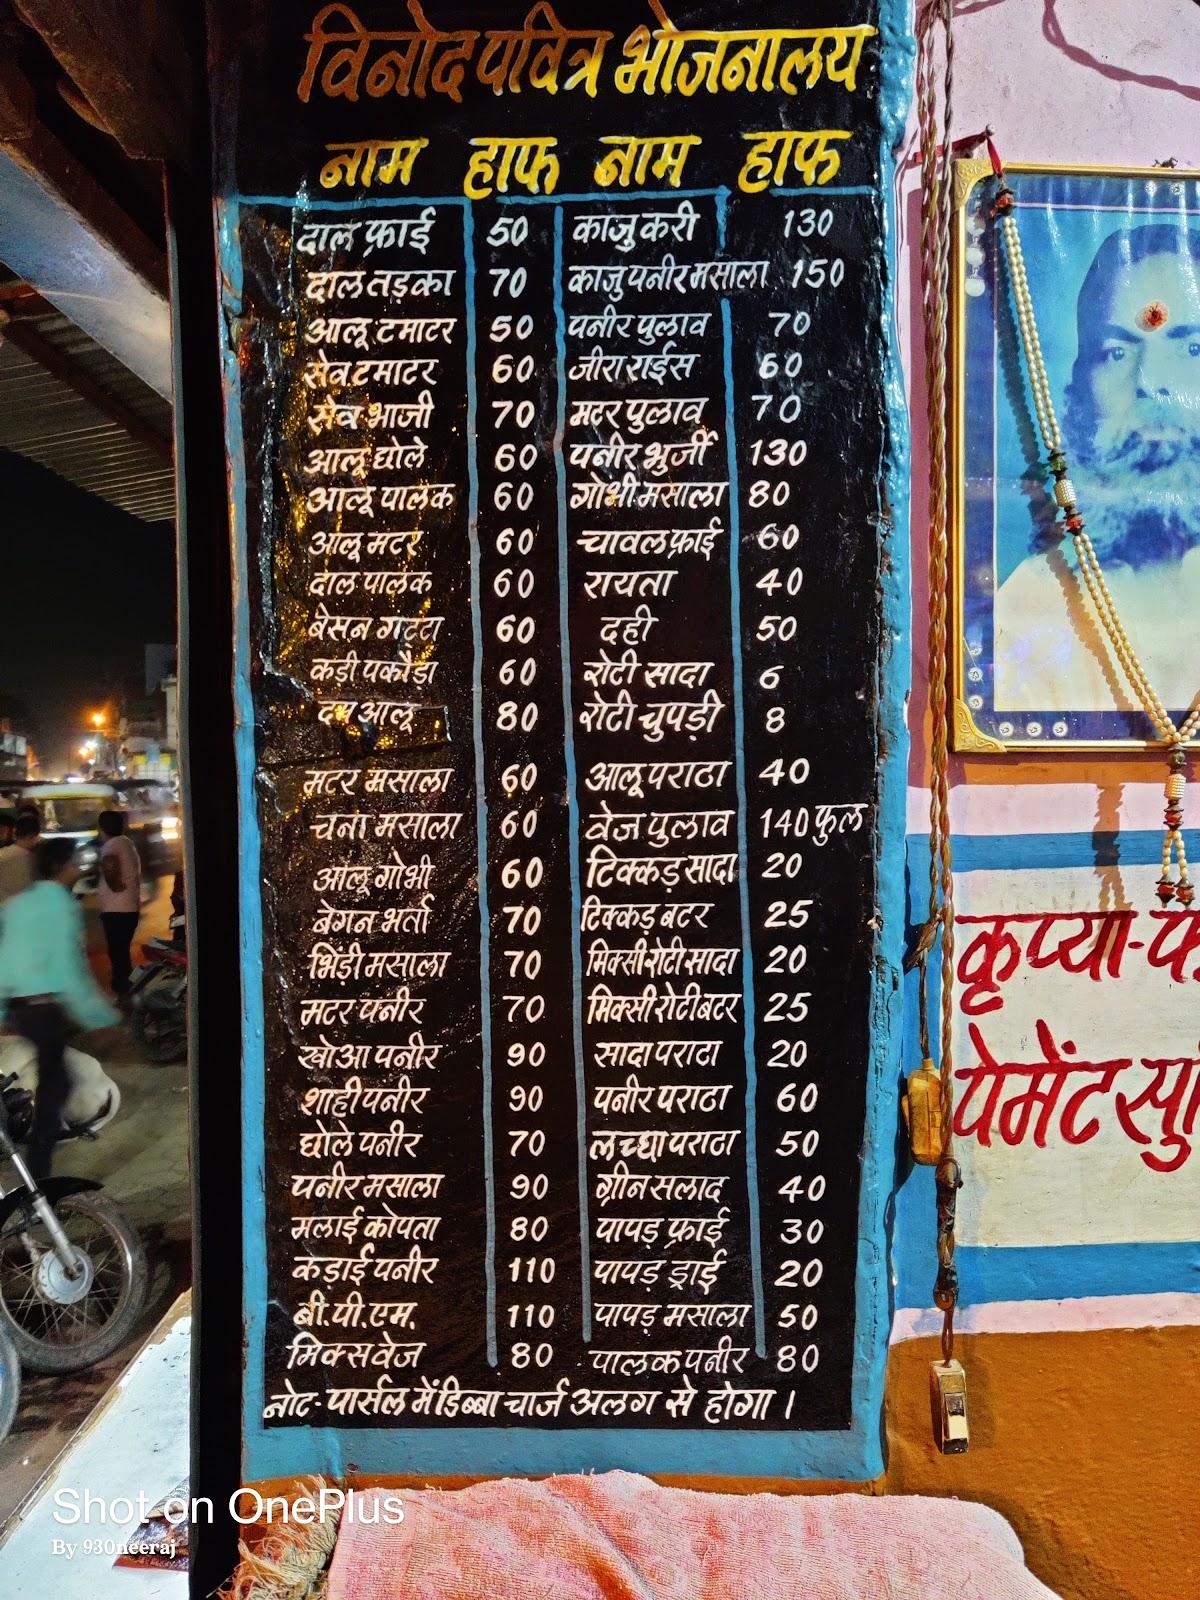 विनोद पवित्र भोजनालय
नाम हाफ नाम हाफ
दाल फ्राई 50 काजु करी 130
दाल तड़का 70 काजु पनीर मसाला 150
आलू टमाटर 50 पनीर पुलाव 70
सेव टमाटर 60 जीरा राईस 60
सेव भाजी 70 मटर पुलाव 70
आलू छोले 60 पनीर भुर्जी 130
आलू पालक 60 गोभी मसाला 80
आलू मटर 60 चावल फ्राई 60
दाल पालक 60 रायता 40
बेसन गटटा 60 दही 50
कड़ी पकौड़ा 60 रोटी सादा 6
दम आलू 80 रोटी चुपड़ी 8
मटर मसाला 60 आलू पराठा 40
चना मसाला 60 वेज पुलाव 140 फुल
आलू गोभी 60 टिक्कड़ सादा 20
बेगन भर्ता 70 टिक्कड़ बटर 25
भिंडी मसाला 70 मिक्सी रोटी सादा 20
मटर पनीर 70 मिक्सी रोटी बटर 25
खोआ पनीर 90 सादा पराठा 20
शाही पनीर 90 पनीर पराठा 60
छोले पनीर 70 लच्छा पराठा 50
पनीर मसाला 90 ग्रीन सलाद 40
मलाई कोपता 80 पापड़ फ्राई 30
कड़ाई पनीर 110 पापड़ ड्राई 20
बी.पी.एम. 110 पापड़ मसाला 50
मिक्स वेज 80 पालक पनीर 80
नोट- पार्सल में डिब्बा चार्ज अलग से होगा।
कृप्या-
पेमेंट
Shot on OnePlus
By 930neeraj